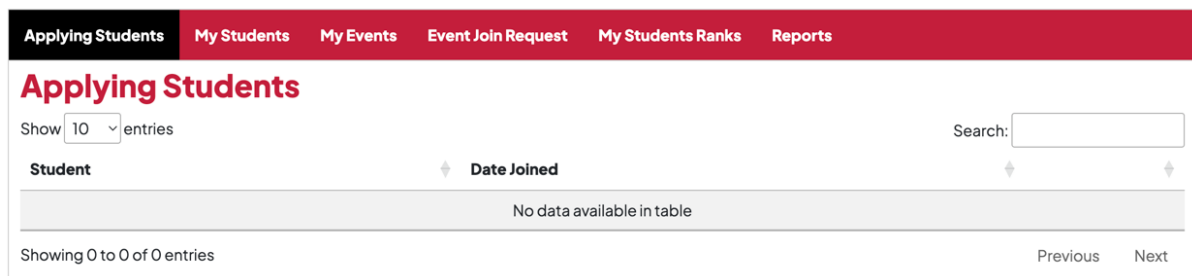 Applying Students My Students My Events Event Join Request My Students Ranks Reports
Applying Students
Show 10 entries Search:
Student Date Joined
No data available in table
Showing 0 to 0 of 0 entries Previous Next